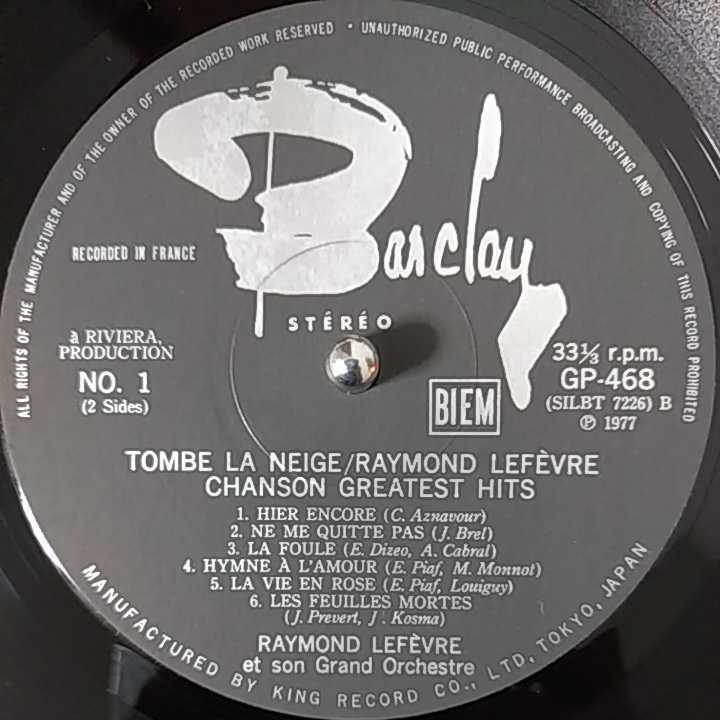 ALL RIGHTS OF THE MANUFACTURER AND OF THE OWNER OF THE RECORDED WORK RESERVED • UNAUTHORIZED PUBLIC PERFORMANCE BROADCASTING AND COPYING OF THIS RECORD PROHIBITED
Barclay
RECORDED IN FRANCE
STÉRÉO
à RIVIERA,
PRODUCTION
NO. 1
(2 Sides)
33⅓ r.p.m.
GP-468
(SILBT 7226) B
℗ 1977
BIEM
TOMBE LA NEIGE/RAYMOND LEFÈVRE
CHANSON GREATEST HITS
1. HIER ENCORE (C. Aznavour)
2. NE ME QUITTE PAS (J. Brel)
3. LA FOULE (E. Dizeo, A. Cabral)
4. HYMNE À L'AMOUR (E. Piaf, M. Monnot)
5. LA VIE EN ROSE (E. Piaf, Louiguy)
6. LES FEUILLES MORTES
(J. Prevert, J. Kosma)
RAYMOND LEFÈVRE
et son Grand Orchestre
MANUFACTURED BY KING RECORD CO., LTD, TOKYO, JAPAN